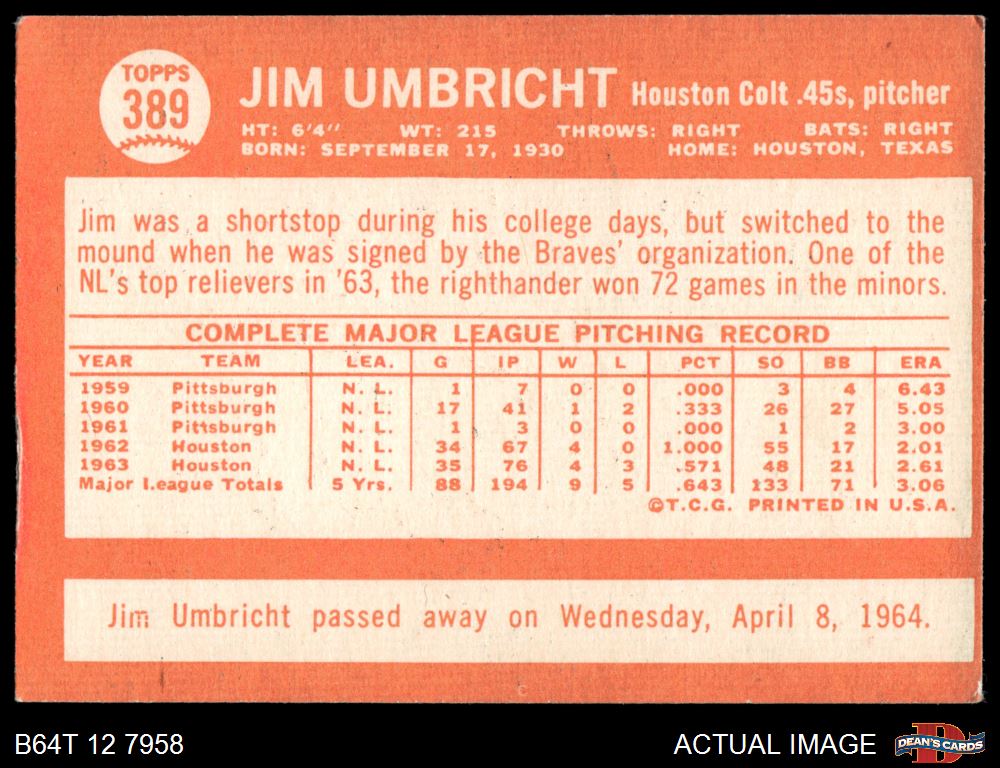 TOPPS
389
JIM UMBRICHT Houston Colt .45s, pitcher
HT: 6'4" WT: 215 THROWS: RIGHT BATS: RIGHT
BORN: SEPTEMBER 17, 1930 HOME: HOUSTON, TEXAS
Jim was a shortstop during his college days, but switched to the
mound when he was signed by the Braves' organization. One of the
NL's top relievers in '63, the righthander won 72 games in the minors.
COMPLETE MAJOR LEAGUE PITCHING RECORD
YEAR TEAM LEA. G IP W L PCT SO BB ERA
1959 Pittsburgh N. L. 1 7 0 0 .000 3 4 6.43
1960 Pittsburgh N. L. 17 41 1 2 .333 26 27 5.05
1961 Pittsburgh N. L. 1 3 0 0 .000 1 2 3.00
1962 Houston N. L. 34 67 4 0 1.000 55 17 2.01
1963 Houston N. L. 35 76 4 3 .571 48 21 2.61
Major League Totals 5 Yrs. 88 194 9 5 .643 133 71 3.06
©T.C.G. PRINTED IN U.S.A.
Jim Umbricht passed away on Wednesday, April 8, 1964.
B64T 12 7958 ACTUAL IMAGE DEAN'S CARDS